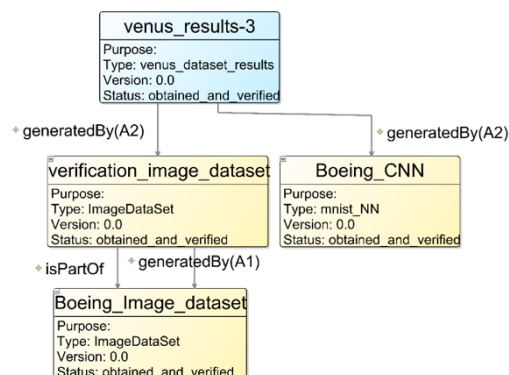 venus_results-3
Purpose:
Type: venus_dataset_results
Version: 0.0
Status: obtained_and_verified
generatedBy(A2)
generatedBy(A2)
verification_image_dataset
Purpose:
Type: ImageDataSet
Version: 0.0
Status: obtained_and_verified
Boeing_CNN
Purpose:
Type: mnist_NN
Version: 0.0
Status: obtained_and_verified
isPartOf
generatedBy(A1)
Boeing_Image_dataset
Purpose:
Type: ImageDataSet
Version: 0.0
Status: obtained_and_verified